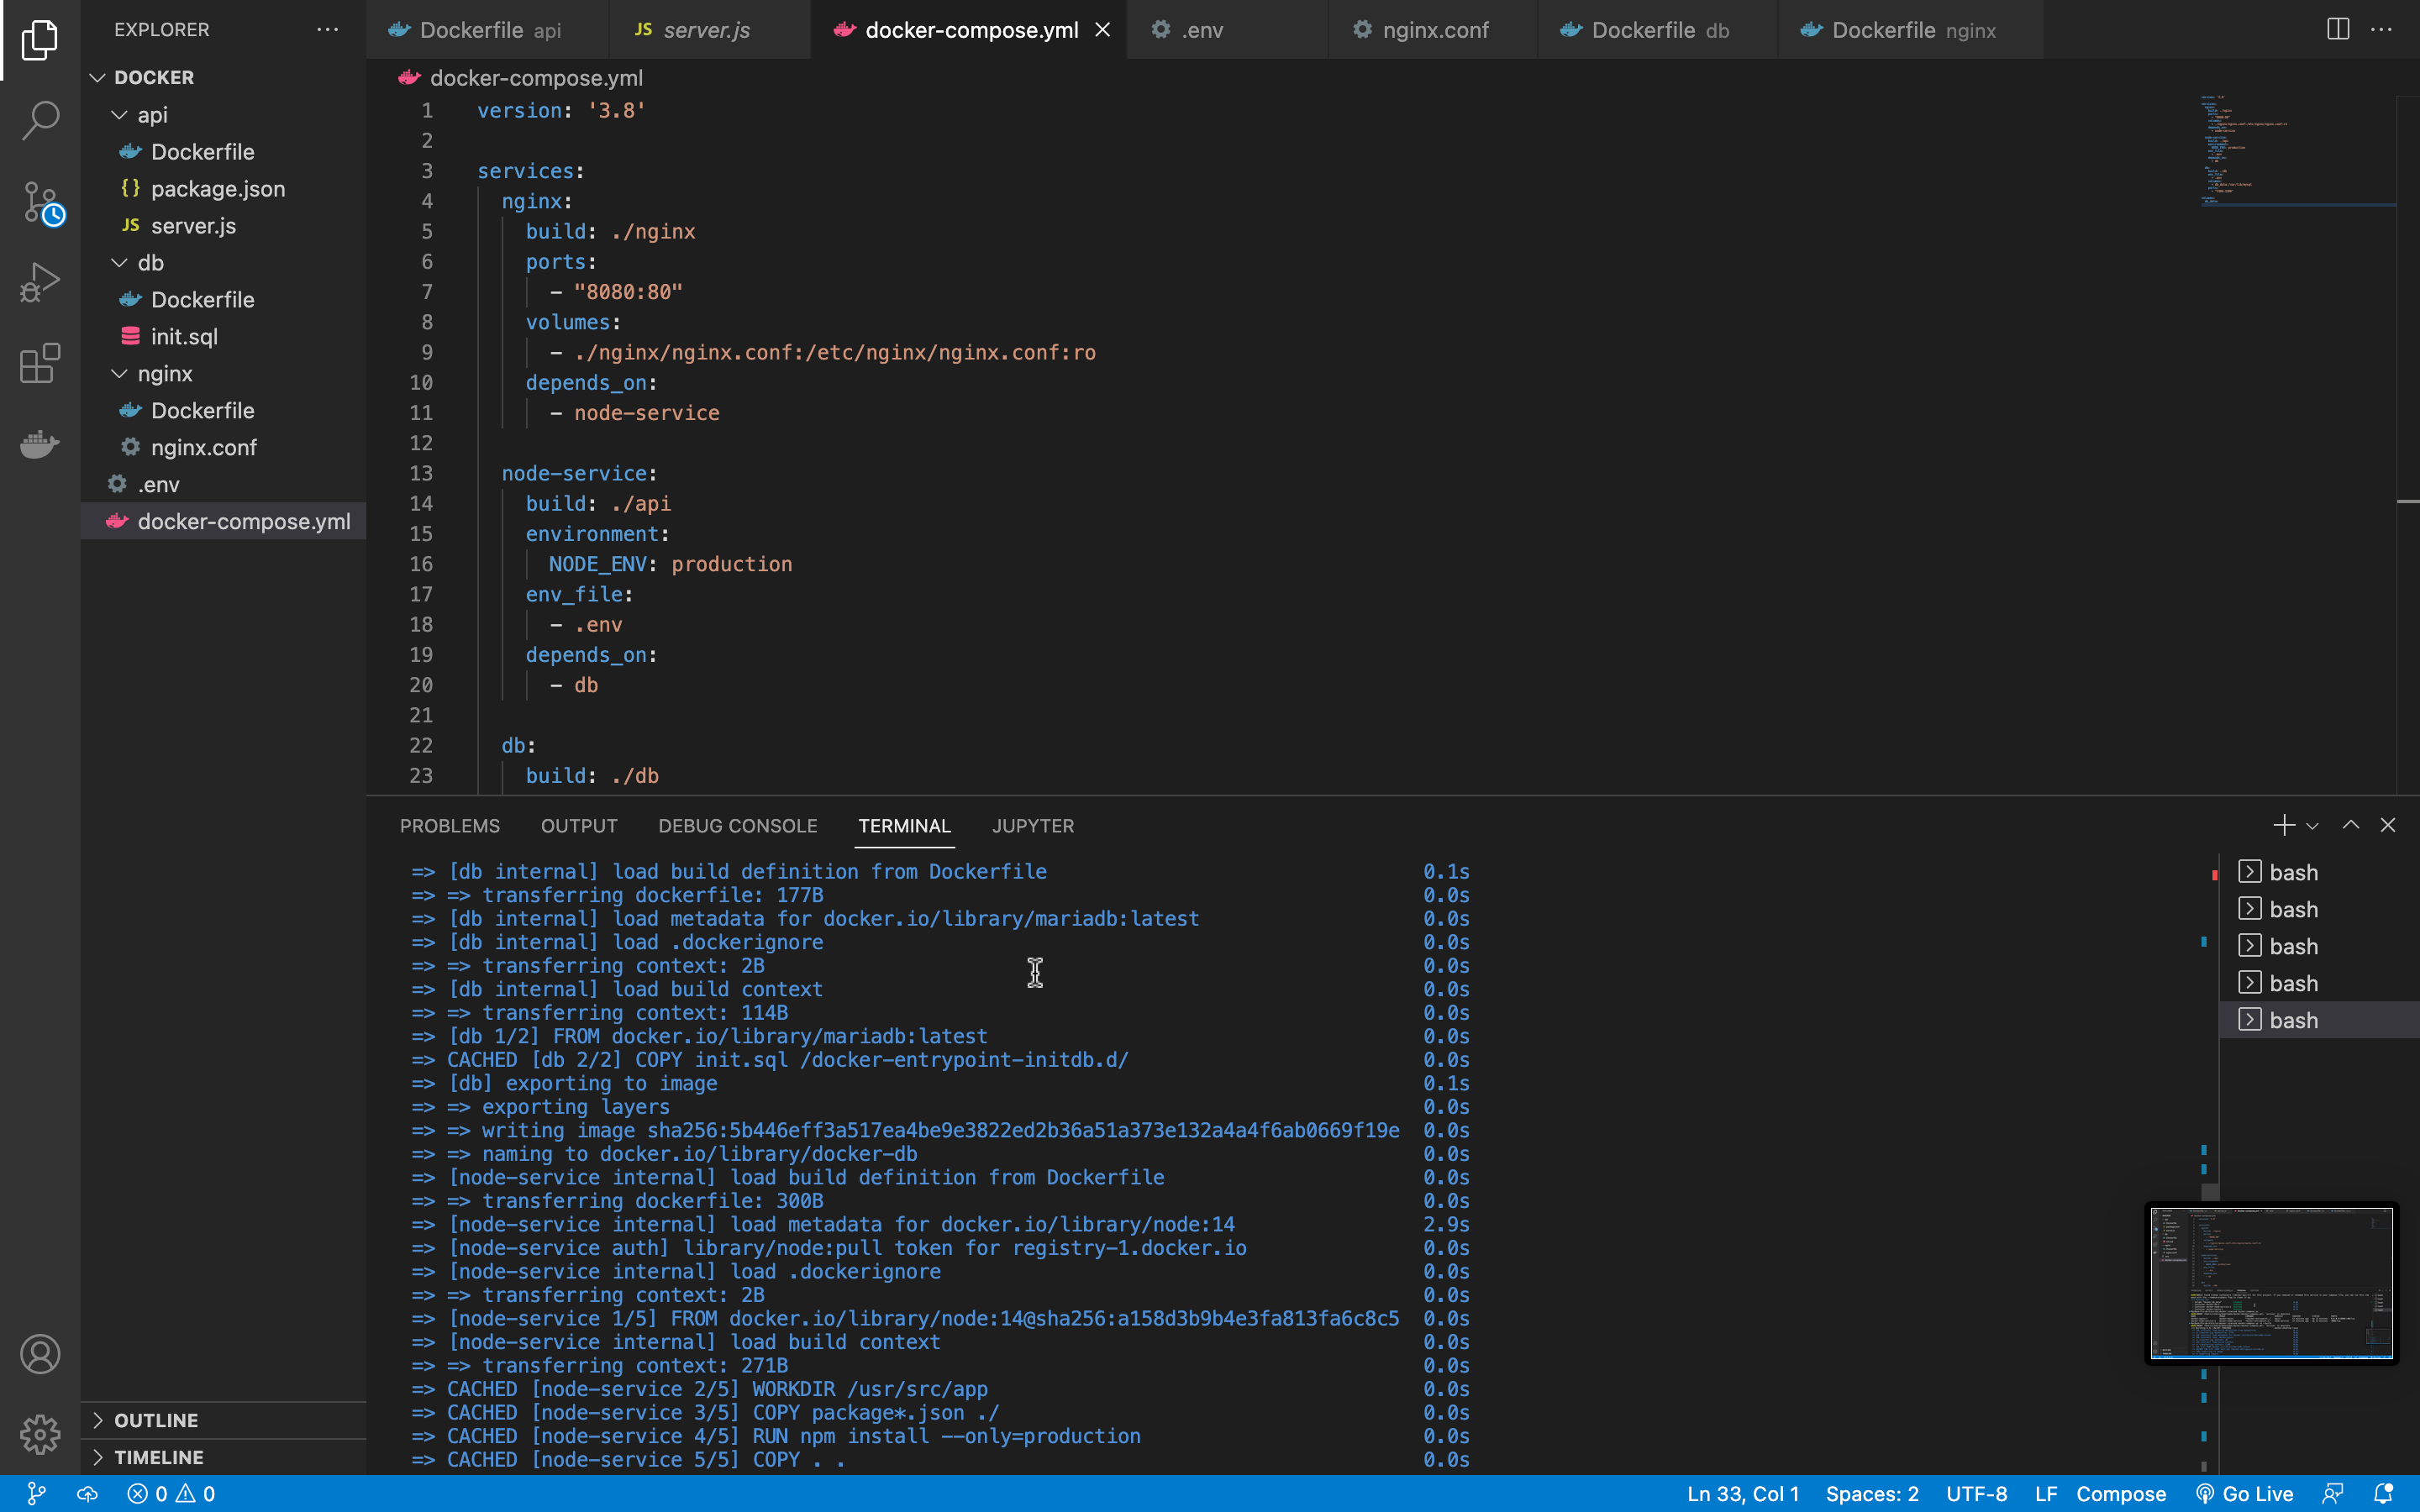 EXPLORER
DOCKER
api
Dockerfile
package.json
JS server.js
db
Dockerfile
init.sql
nginx
Dockerfile
nginx.conf
.env
docker-compose.yml
OUTLINE
TIMELINE
Dockerfile api
JS server.js
docker-compose.yml
.env
nginx.conf
Dockerfile db
Dockerfile nginx
docker-compose.yml
1 version: '3.8'
2
3 services:
4 nginx:
5 build: ./nginx
6 ports:
7 - "8080:80"
8 volumes:
9 - ./nginx/nginx.conf:/etc/nginx/nginx.conf:ro
10 depends_on:
11 - node-service
12
13 node-service:
14 build: ./api
15 environment:
16 NODE_ENV: production
17 env_file:
18 - .env
19 depends_on:
20 - db
21
22 db:
23 build: ./db
PROBLEMS OUTPUT DEBUG CONSOLE TERMINAL JUPYTER
=> [db internal] load build definition from Dockerfile 0.1s
=> => transferring dockerfile: 177B 0.0s
=> [db internal] load metadata for docker.io/library/mariadb:latest 0.0s
=> [db internal] load .dockerignore 0.0s
=> => transferring context: 2B 0.0s
=> [db internal] load build context 0.0s
=> => transferring context: 114B 0.0s
=> [db 1/2] FROM docker.io/library/mariadb:latest 0.0s
=> CACHED [db 2/2] COPY init.sql /docker-entrypoint-initdb.d/ 0.0s
=> [db] exporting to image 0.1s
=> => exporting layers 0.0s
=> => writing image sha256:5b446eff3a517ea4be9e3822ed2b36a51a373e132a4a4f6ab0669f19e 0.0s
=> => naming to docker.io/library/docker-db 0.0s
=> [node-service internal] load build definition from Dockerfile 0.0s
=> => transferring dockerfile: 300B 0.0s
=> [node-service internal] load metadata for docker.io/library/node:14 2.9s
=> [node-service auth] library/node:pull token for registry-1.docker.io 0.0s
=> [node-service internal] load .dockerignore 0.0s
=> => transferring context: 2B 0.0s
=> [node-service 1/5] FROM docker.io/library/node:14@sha256:a158d3b9b4e3fa813fa6c8c5 0.0s
=> [node-service internal] load build context 0.0s
=> => transferring context: 271B 0.0s
=> CACHED [node-service 2/5] WORKDIR /usr/src/app 0.0s
=> CACHED [node-service 3/5] COPY package*.json ./ 0.0s
=> CACHED [node-service 4/5] RUN npm install --only=production 0.0s
=> CACHED [node-service 5/5] COPY . . 0.0s
bash
bash
bash
bash
bash
0 0
Ln 33, Col 1 Spaces: 2 UTF-8 LF Compose Go Live